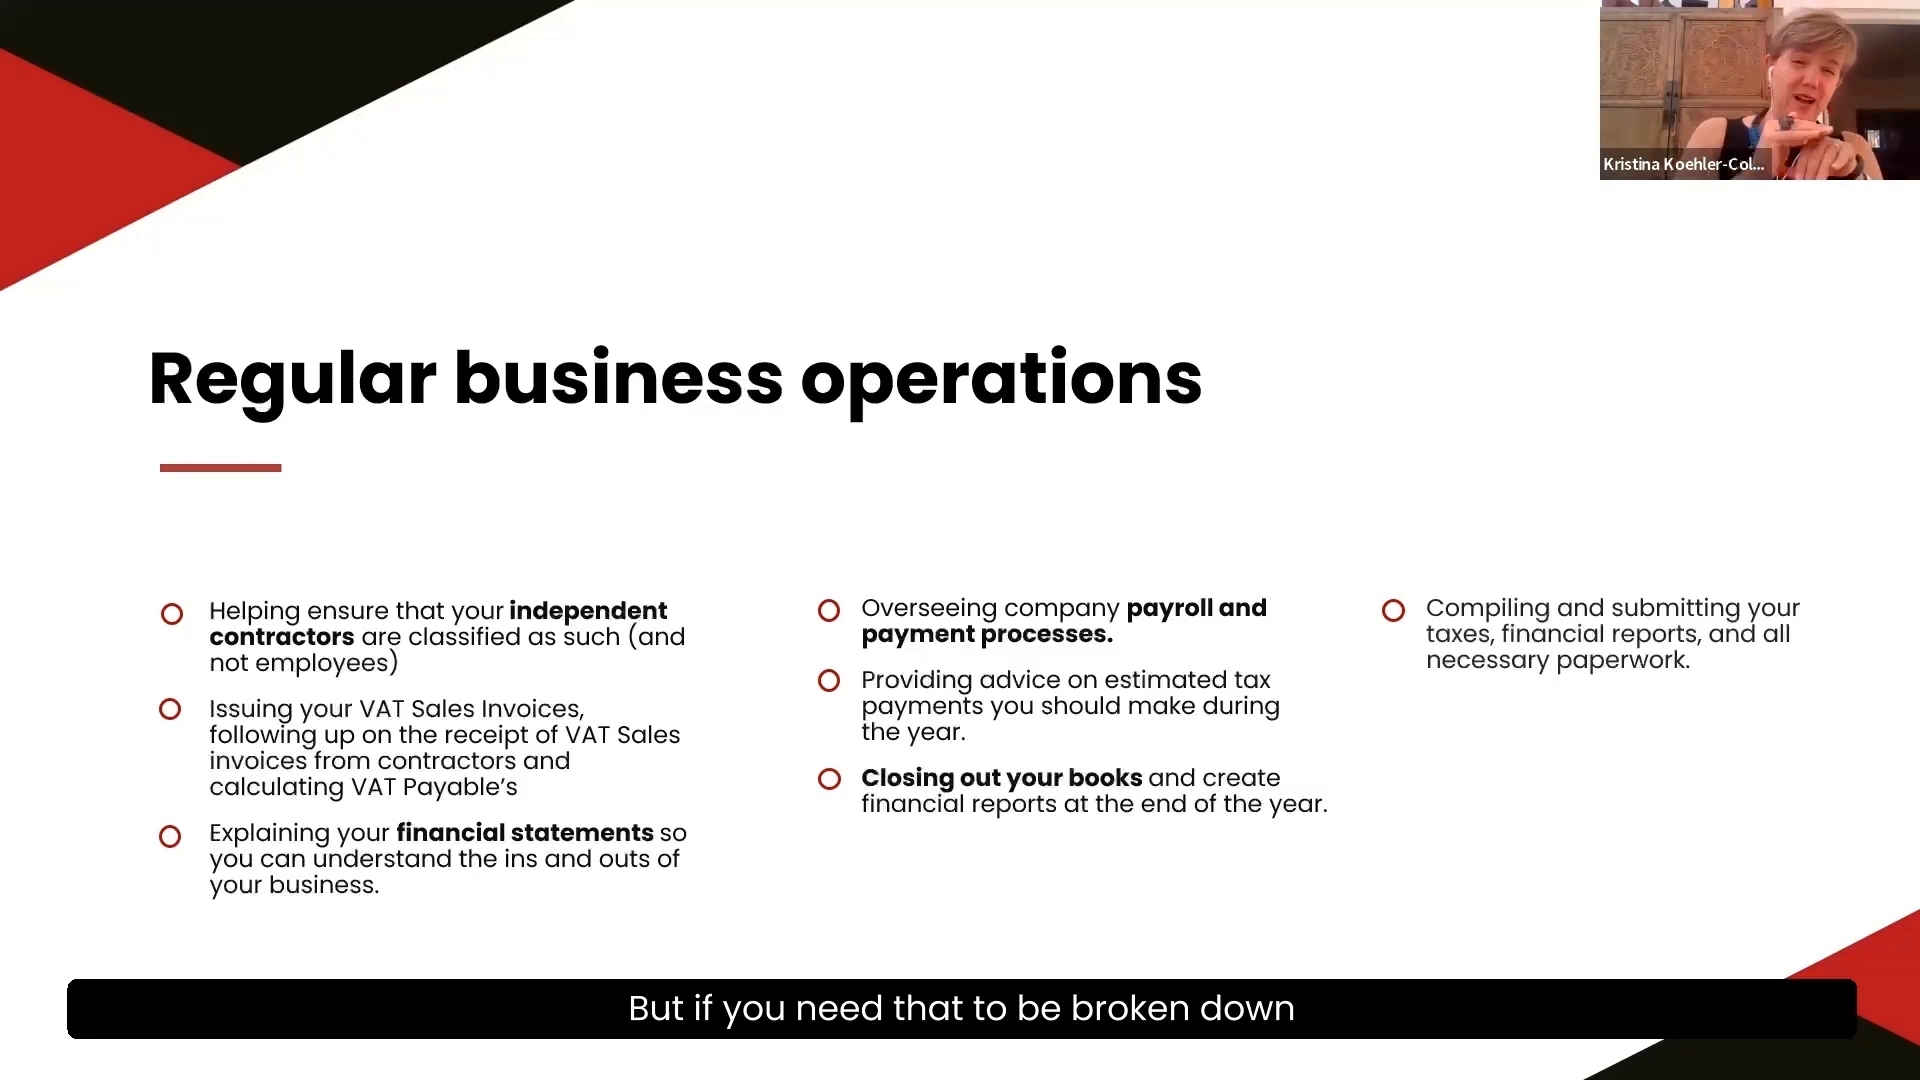 Kristina Koehler-Col...
Regular business operations
Helping ensure that your independent
contractors are classified as such (and
not employees)
Issuing your VAT Sales Invoices,
following up on the receipt of VAT Sales
invoices from contractors and
calculating VAT Payable’s
Explaining your financial statements so
you can understand the ins and outs of
your business.
Overseeing company payroll and
payment processes.
Providing advice on estimated tax
payments you should make during
the year.
Closing out your books and create
financial reports at the end of the year.
Compiling and submitting your
taxes, financial reports, and all
necessary paperwork.
But if you need that to be broken down